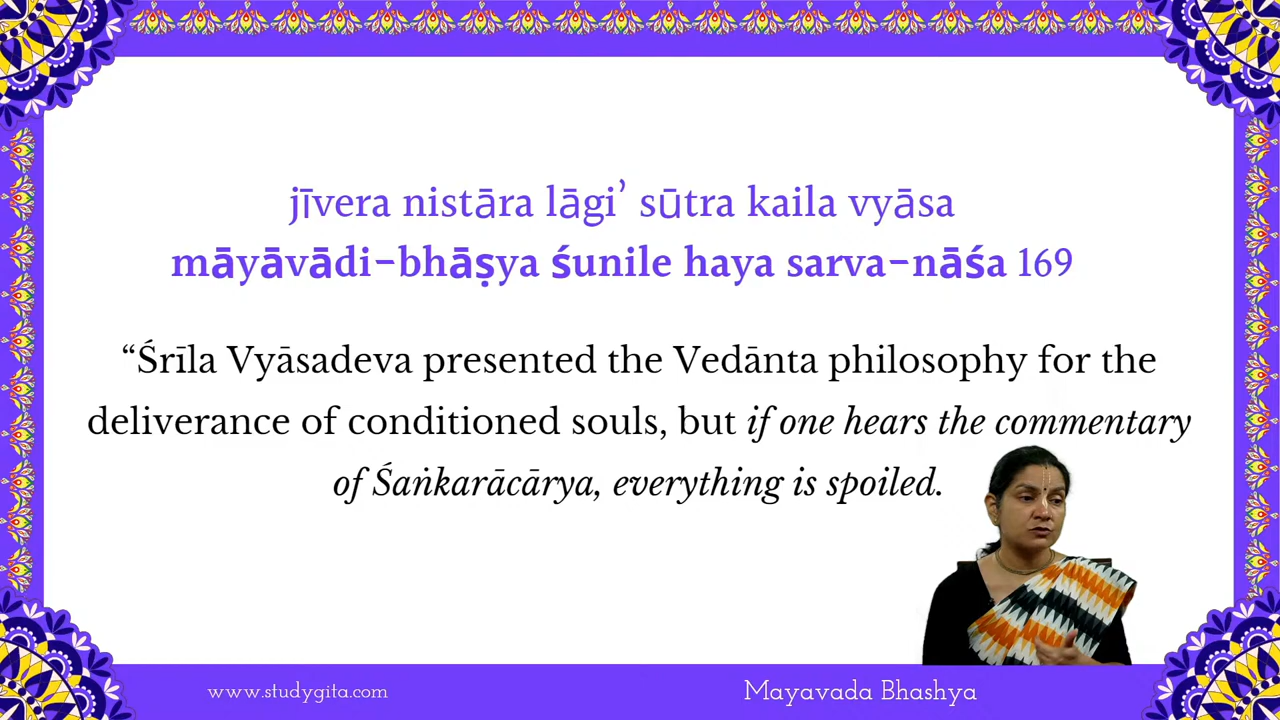 jīvera nistāra lāgi’ sūtra kaila vyāsa
māyāvādi-bhāṣya śunile haya sarva-nāśa 169
“Śrīla Vyāsadeva presented the Vedānta philosophy for the
deliverance of conditioned souls, but if one hears the commentary
of Śaṅkarācārya, everything is spoiled.
www.studygita.com
Mayavada Bhashya